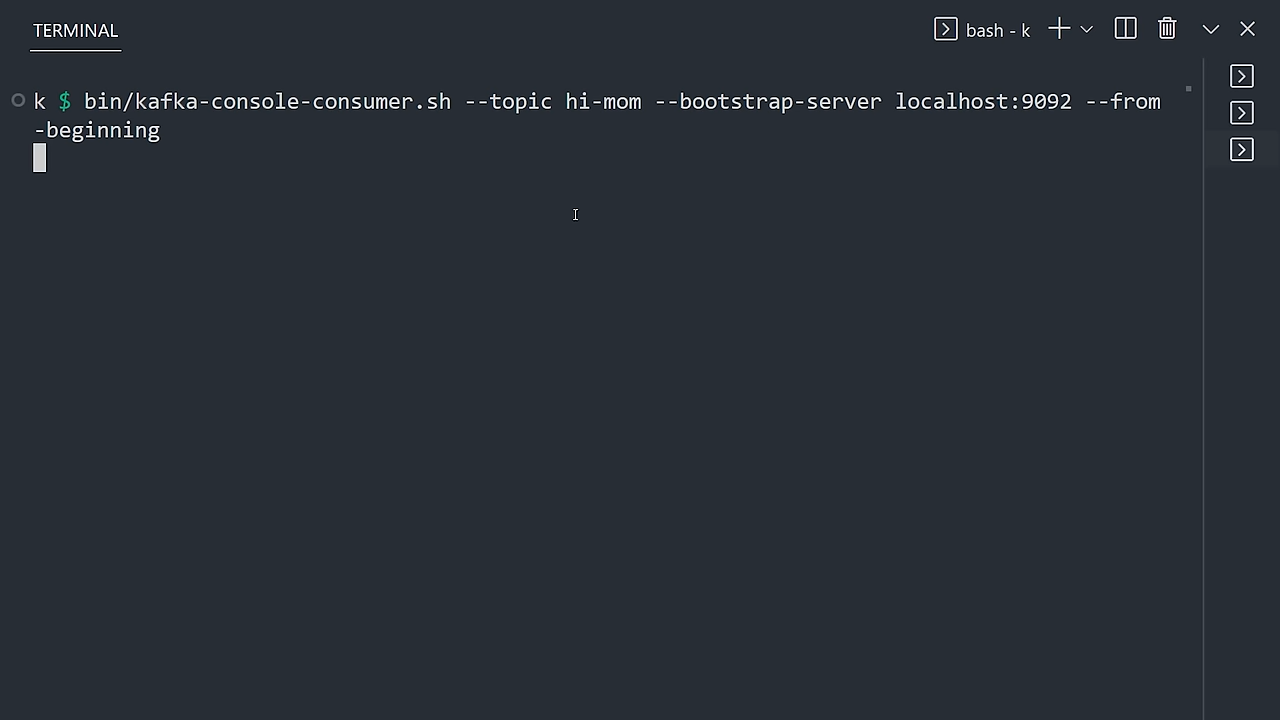 TERMINAL
bash - k
k $ bin/kafka-console-consumer.sh --topic hi-mom --bootstrap-server localhost:9092 --from
-beginning